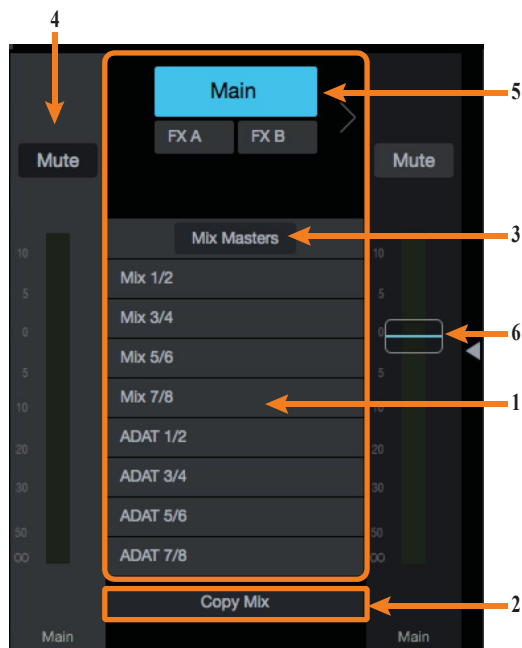 4
Main
5
FX A FX B
Mute
Mute
Mix Masters
3
10
10
Mix 1/2
5
5
Mix 3/4
0
0
6
Mix 5/6
5
5
Mix 7/8
1
10
10
ADAT 1/2
20
20
ADAT 3/4
30
30
ADAT 5/6
50
50
ADAT 7/8
∞
∞
Copy Mix
2
Main
Main